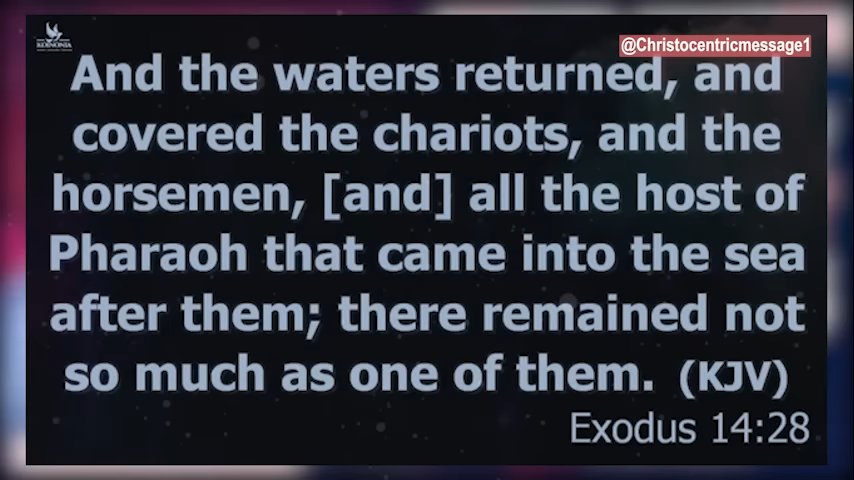 KOINONIA
@Christocentricmessage1
And the waters returned, and
covered the chariots, and the
horsemen, [and] all the host of
Pharaoh that came into the sea
after them; there remained not
so much as one of them. (KJV)
Exodus 14:28